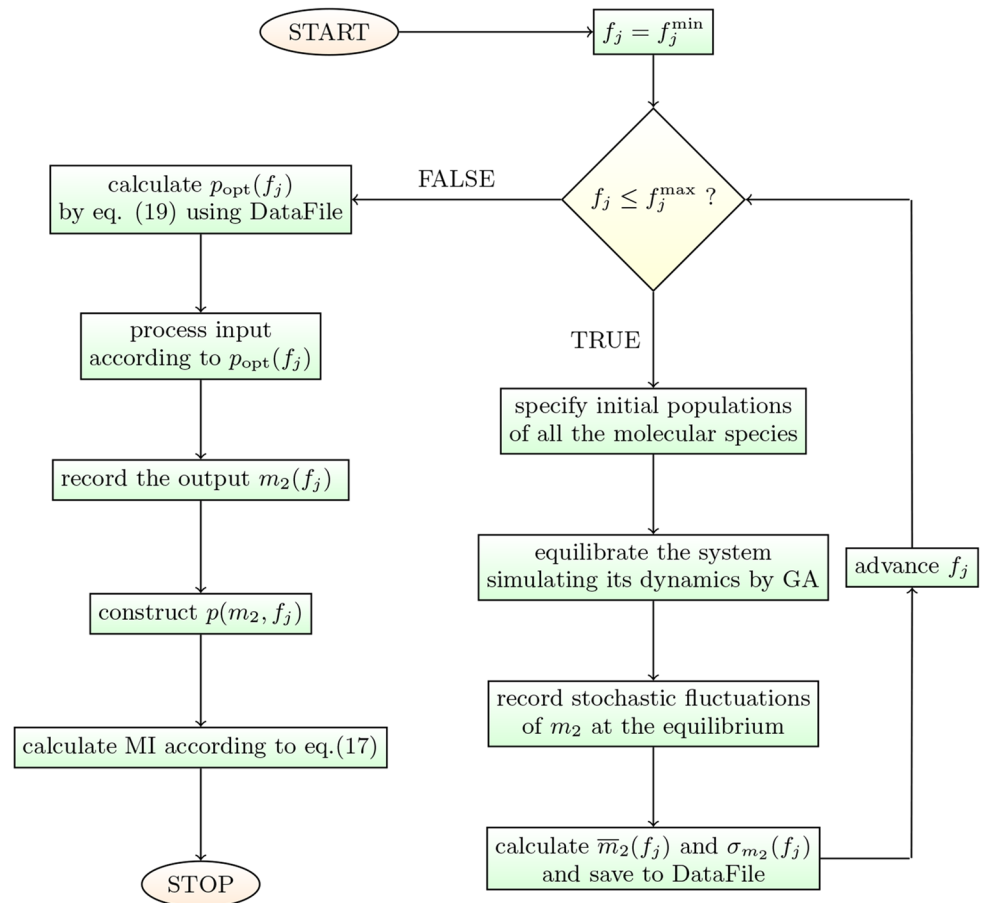 START
f_j = f_j^min
f_j ≤ f_j^max ?
FALSE
calculate p_opt(f_j)
by eq. (19) using DataFile
process input
according to p_opt(f_j)
record the output m_2(f_j)
construct p(m_2, f_j)
calculate MI according to eq.(17)
STOP
TRUE
specify initial populations
of all the molecular species
equilibrate the system
simulating its dynamics by GA
record stochastic fluctuations
of m_2 at the equilibrium
calculate m̅_2(f_j) and σ_{m_2}(f_j)
and save to DataFile
advance f_j